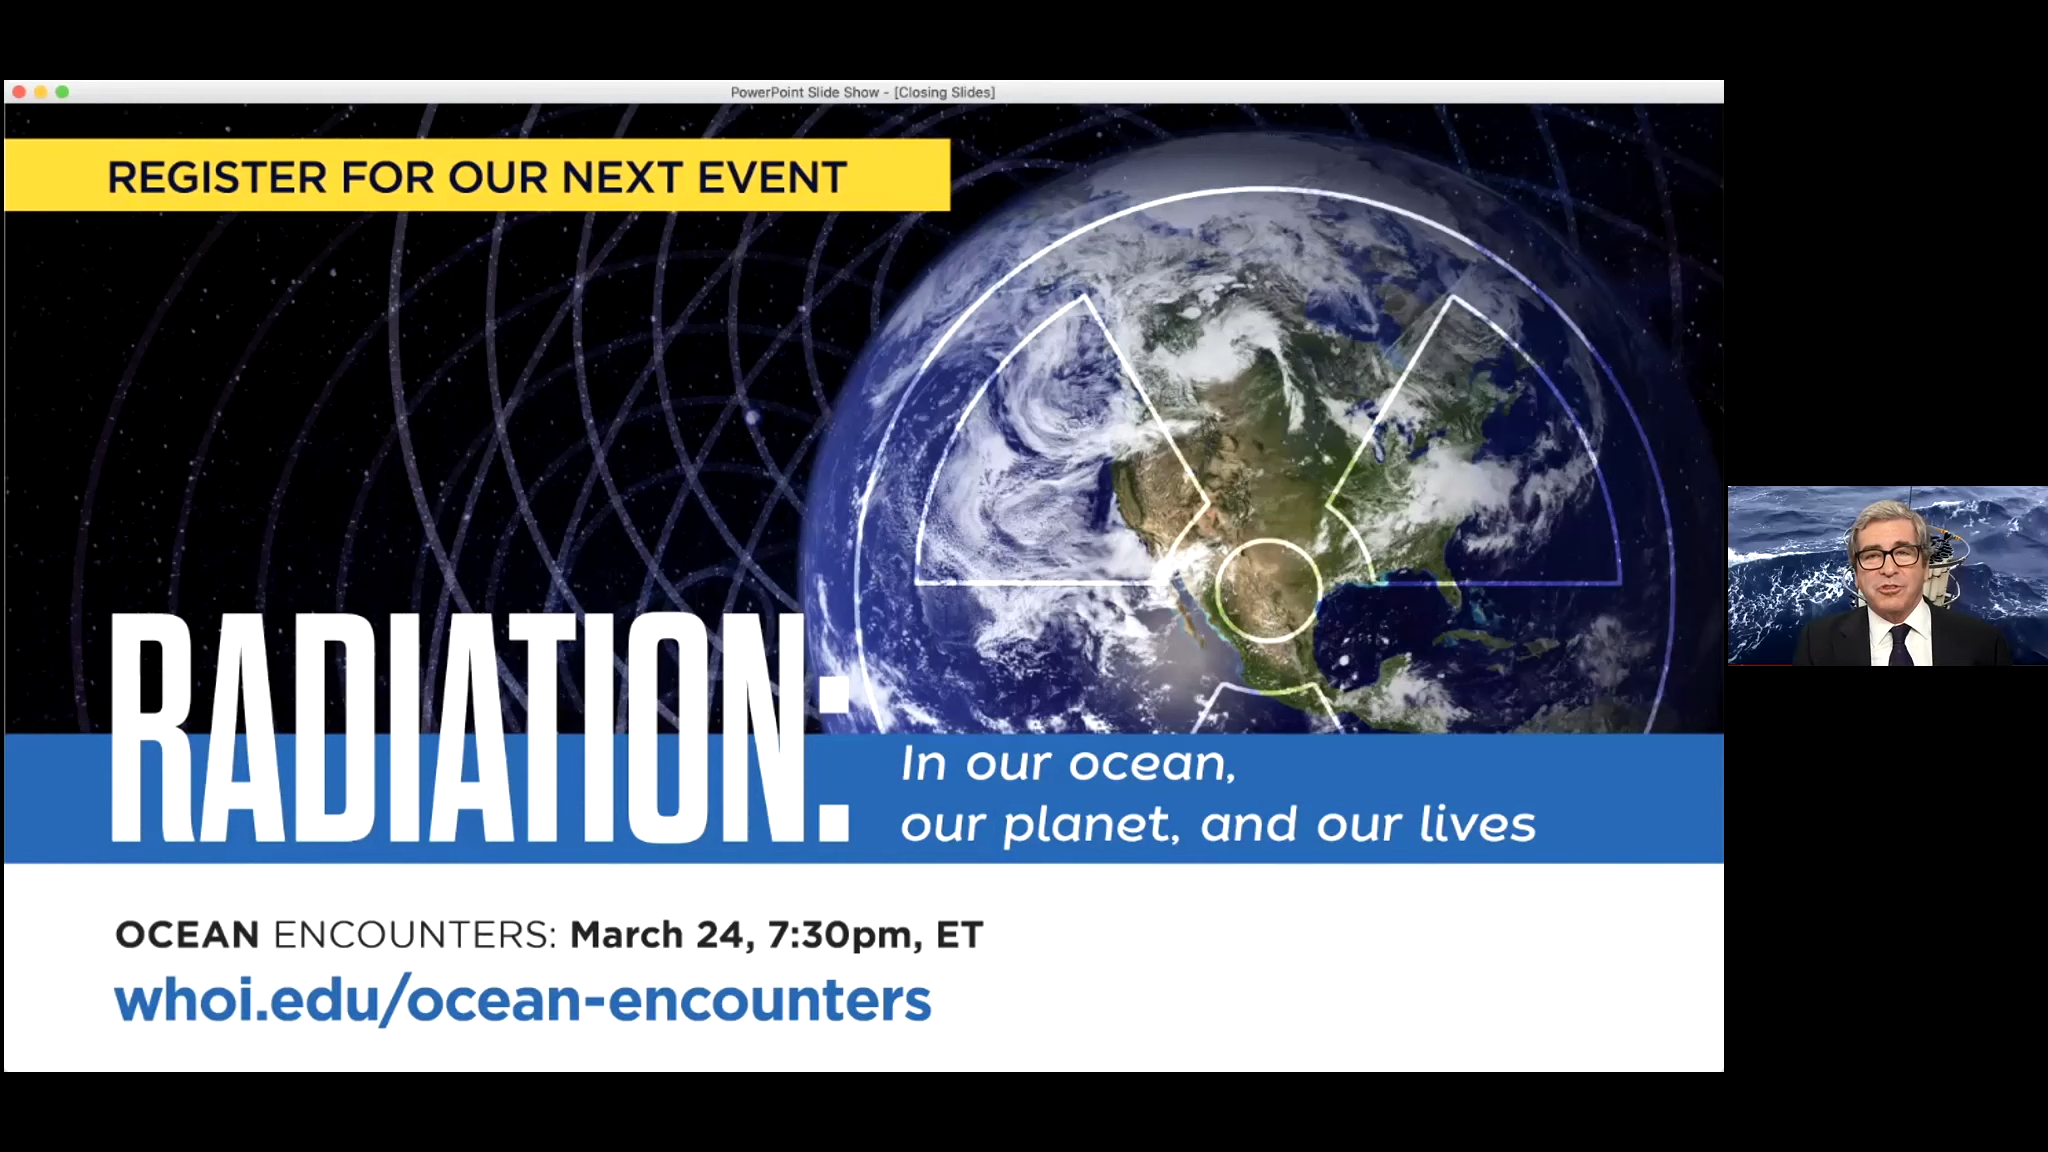 PowerPoint Slide Show - [Closing Slides]
REGISTER FOR OUR NEXT EVENT
RADIATION:
In our ocean,
our planet, and our lives
OCEAN ENCOUNTERS: March 24, 7:30pm, ET
whoi.edu/ocean-encounters